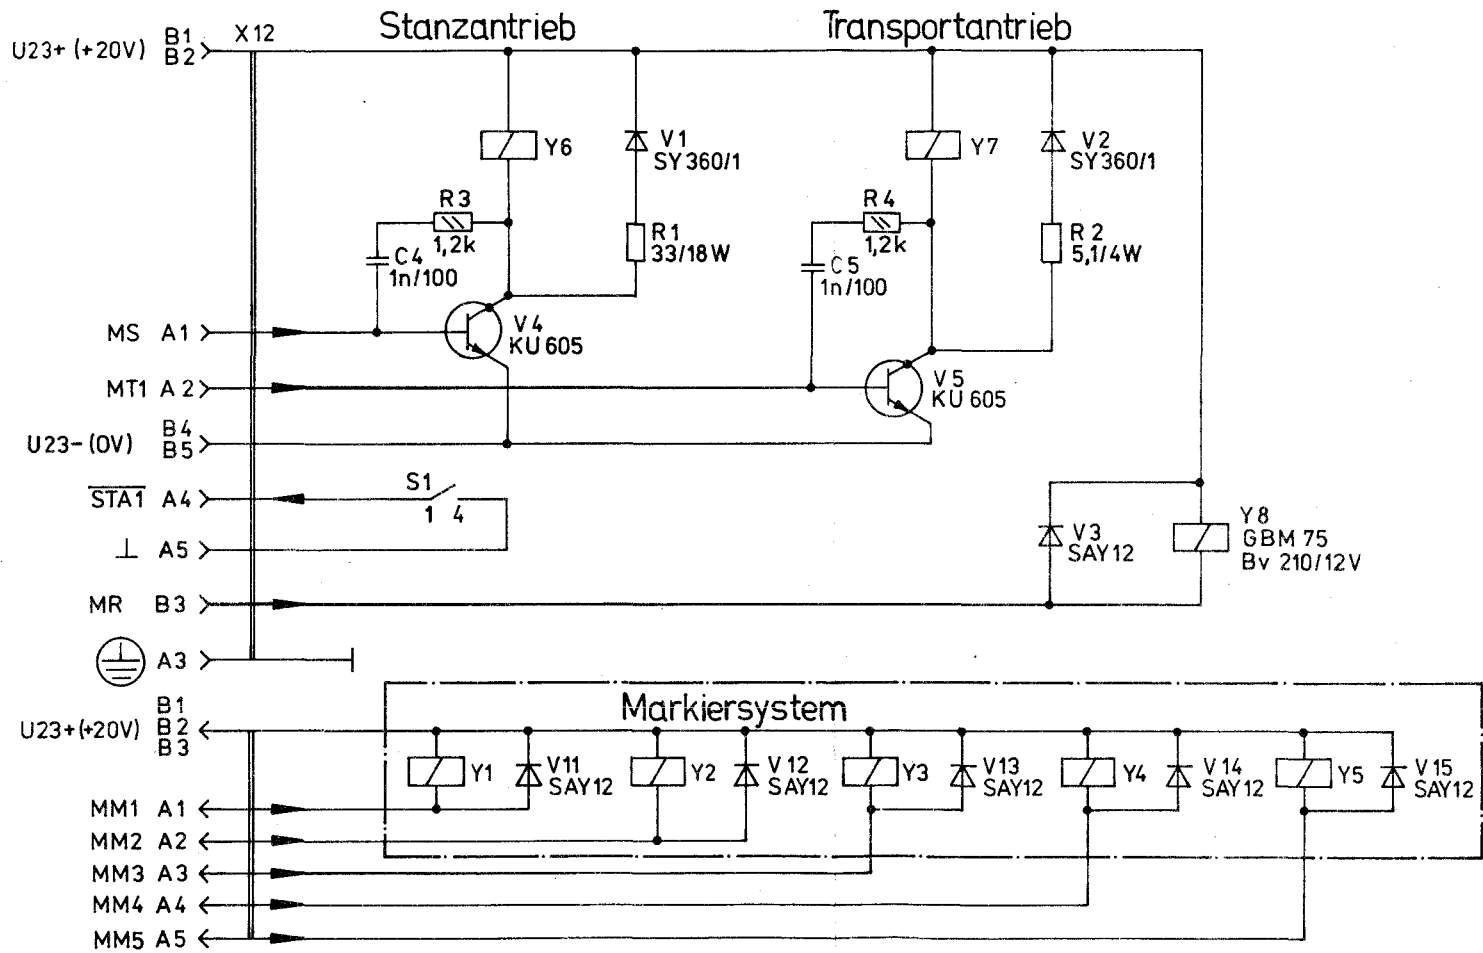 Stanzantrieb
Transportantrieb
B1
X12
U23+ (+20V) B2
Y6
V1
SY360/1
Y7
V2
SY360/1
R3
1,2k
R1
33/18W
C4
1n/100
R4
1,2k
R2
5,1/4W
C5
1n/100
MS A1
V4
KU605
MT1 A2
V5
KU605
B4
U23-(0V) B5
S1
1 4
STA1 A4
⊥ A5
V3
SAY12
Y8
GBM75
Bv 210/12V
MR B3
A3
Markiersystem
B1
U23+(+20V) B2
B3
Y1
V11
SAY12
Y2
V12
SAY12
Y3
V13
SAY12
Y4
V14
SAY12
Y5
V15
SAY12
MM1 A1
MM2 A2
MM3 A3
MM4 A4
MM5 A5